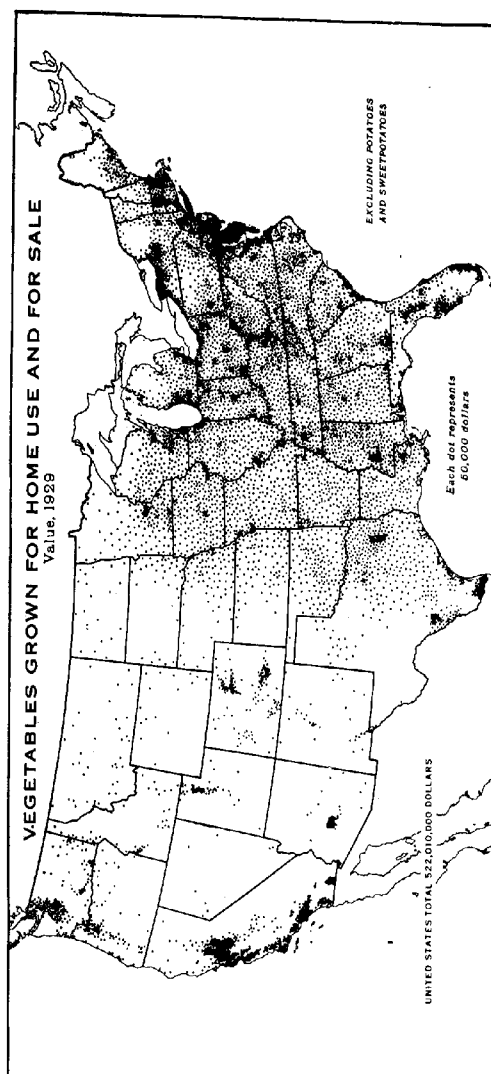 VEGETABLES GROWN FOR HOME USE AND FOR SALE
Value, 1929
EXCLUDING POTATOES
AND SWEETPOTATOES
Each dot represents
50,000 dollars
UNITED STATES TOTAL 522,010,000 DOLLARS